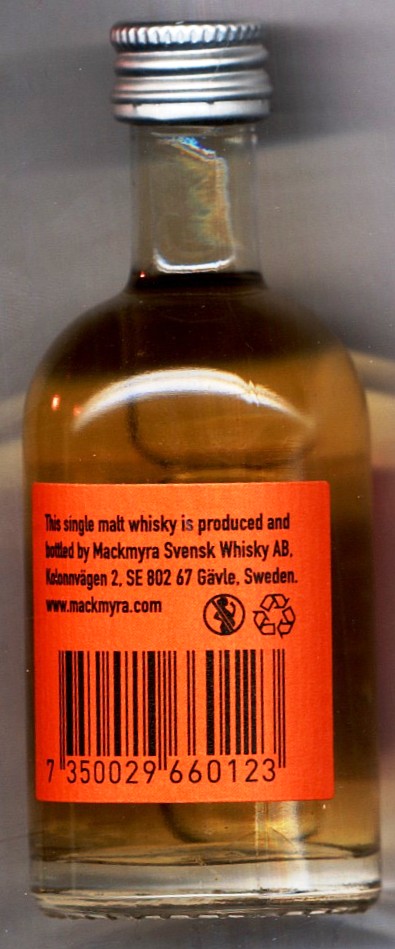 This single malt whisky is produced and
bottled by Mackmyra Svensk Whisky AB,
Kolonnvägen 2, SE 802 67 Gävle, Sweden.
www.mackmyra.com
7 350029 660123